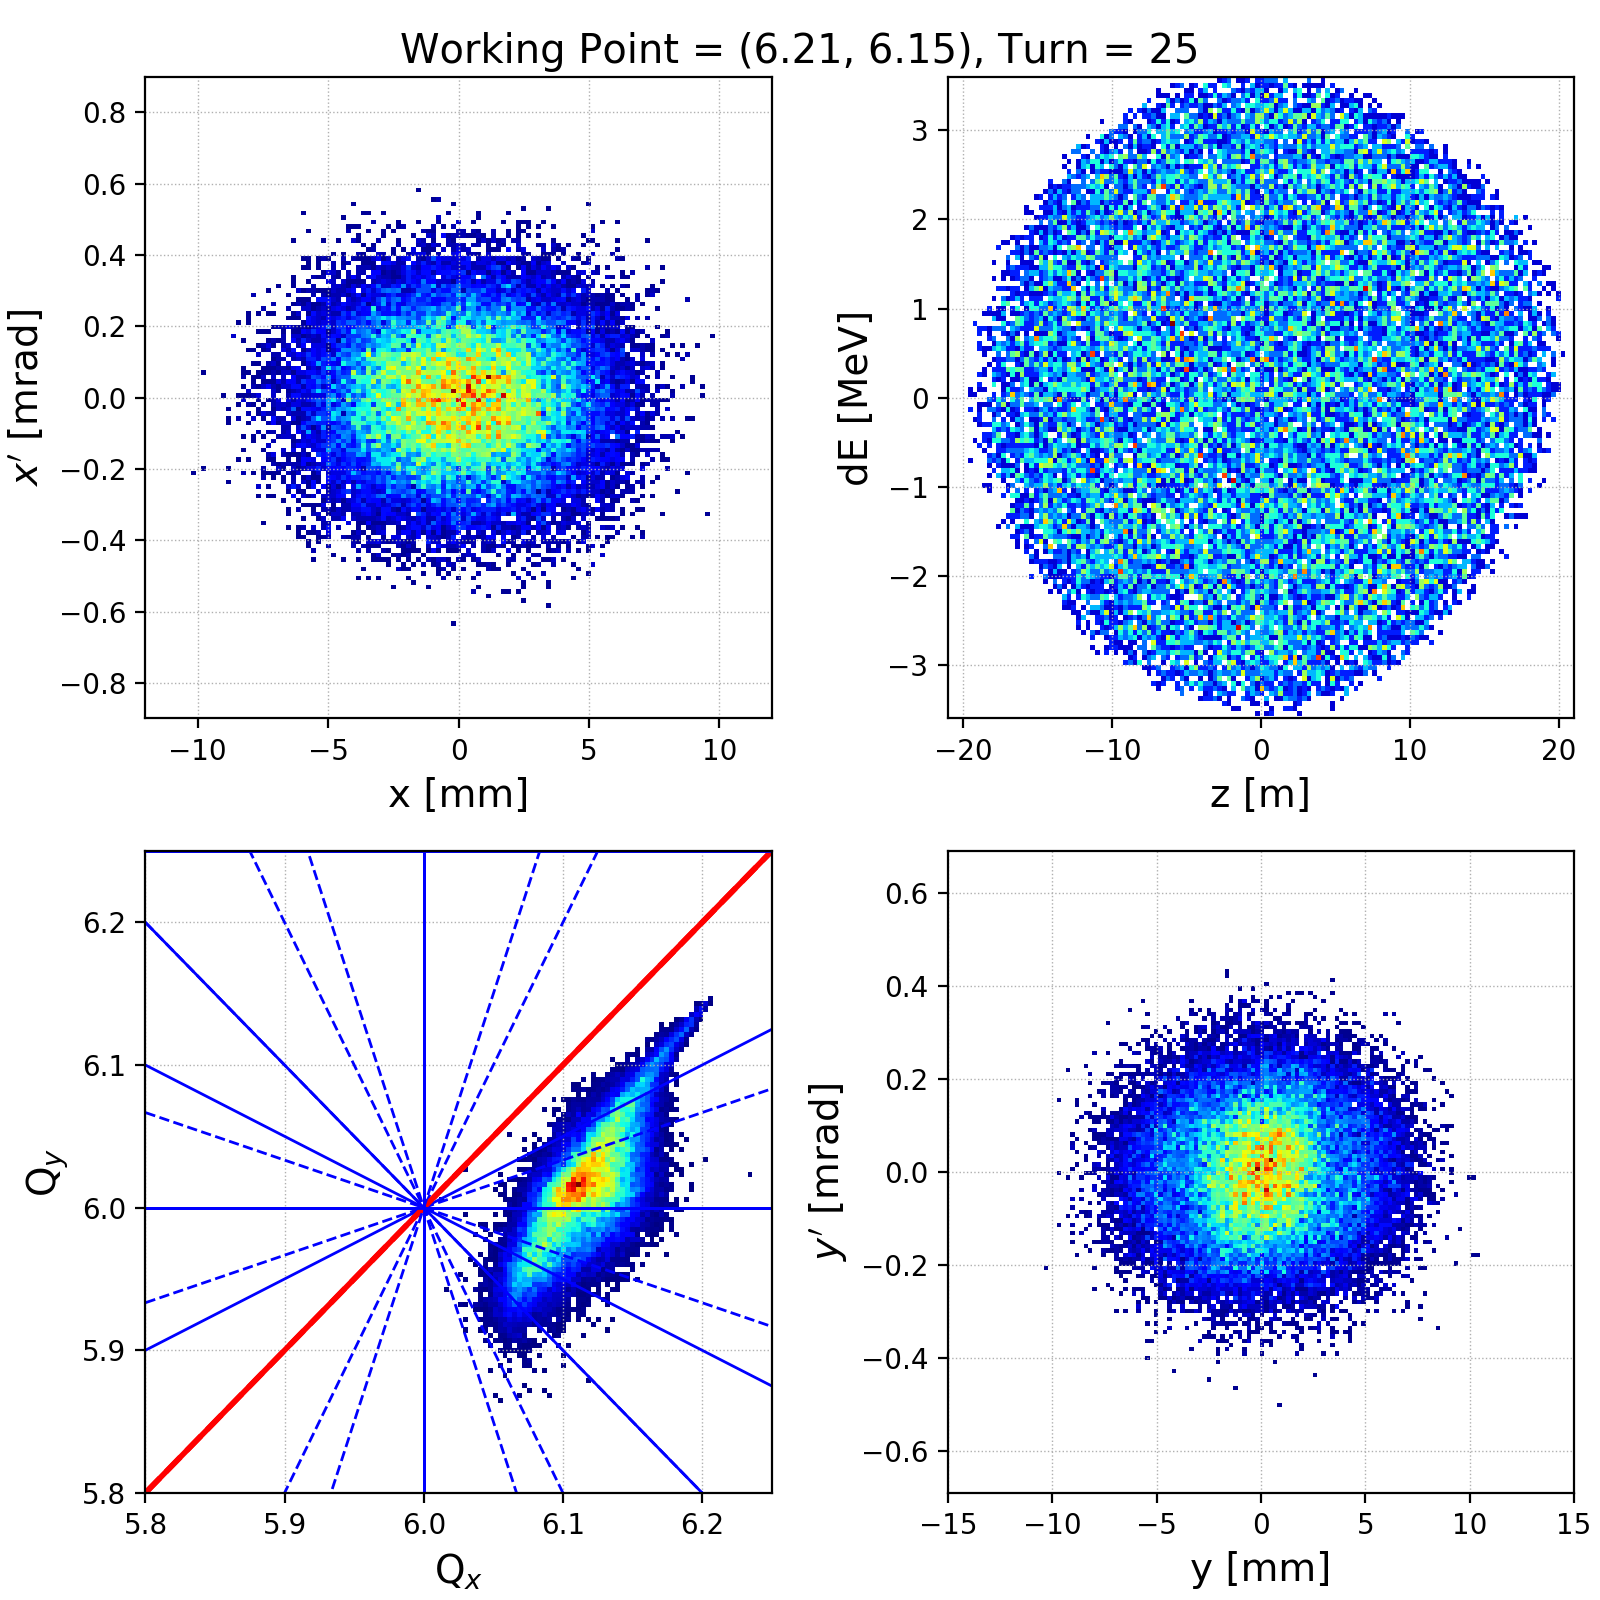 Working Point = (6.21, 6.15), Turn = 25
0.8
0.6
0.4
0.2
0.0
−0.2
−0.4
−0.6
−0.8
x′ [mrad]
−10 −5 0 5 10
x [mm]
3
2
1
0
−1
−2
−3
dE [MeV]
−20 −10 0 10 20
z [m]
6.2
6.1
6.0
5.9
5.8
Qy
5.8 5.9 6.0 6.1 6.2
Qx
0.6
0.4
0.2
0.0
−0.2
−0.4
−0.6
y′ [mrad]
−15 −10 −5 0 5 10 15
y [mm]